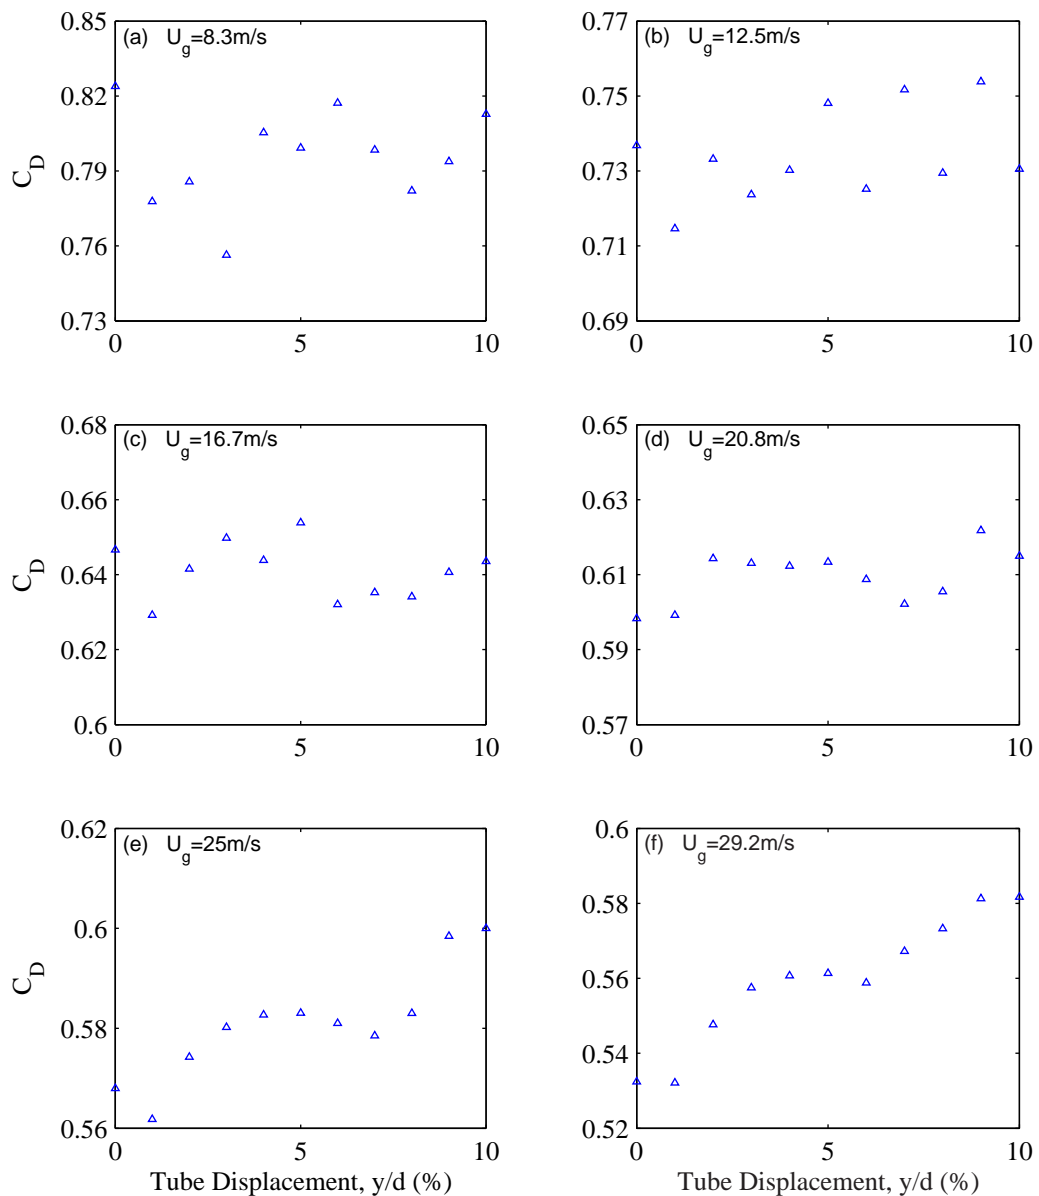 (a) U_g=8.3m/s
0.85
0.82
0.79
0.76
0.73
C_D
0 5 10
(b) U_g=12.5m/s
0.77
0.75
0.73
0.71
0.69
0 5 10
(c) U_g=16.7m/s
0.68
0.66
0.64
0.62
0.6
C_D
0 5 10
(d) U_g=20.8m/s
0.65
0.63
0.61
0.59
0.57
0 5 10
(e) U_g=25m/s
0.62
0.6
0.58
0.56
C_D
0 5 10
Tube Displacement, y/d (%)
(f) U_g=29.2m/s
0.6
0.58
0.56
0.53
0.52
0 5 10
Tube Displacement, y/d (%)